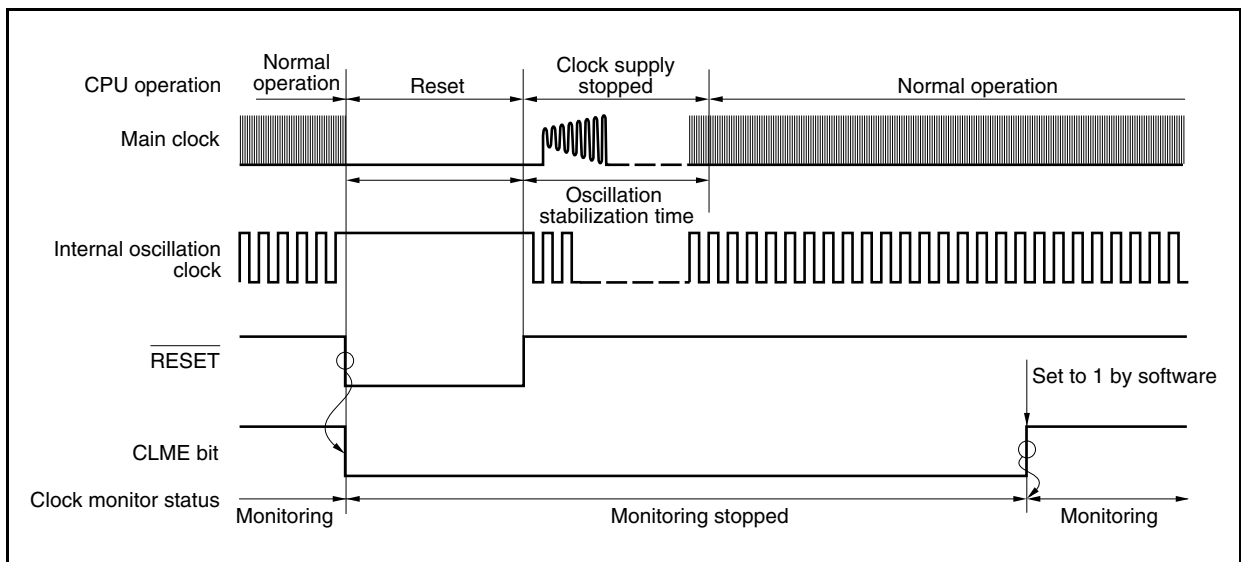 Normal
operation
Clock supply
stopped
CPU operation
Reset
Normal operation
Main clock
Oscillation
stabilization time
Internal oscillation
clock
RESET
Set to 1 by software
CLME bit
Clock monitor status
Monitoring
Monitoring stopped
Monitoring